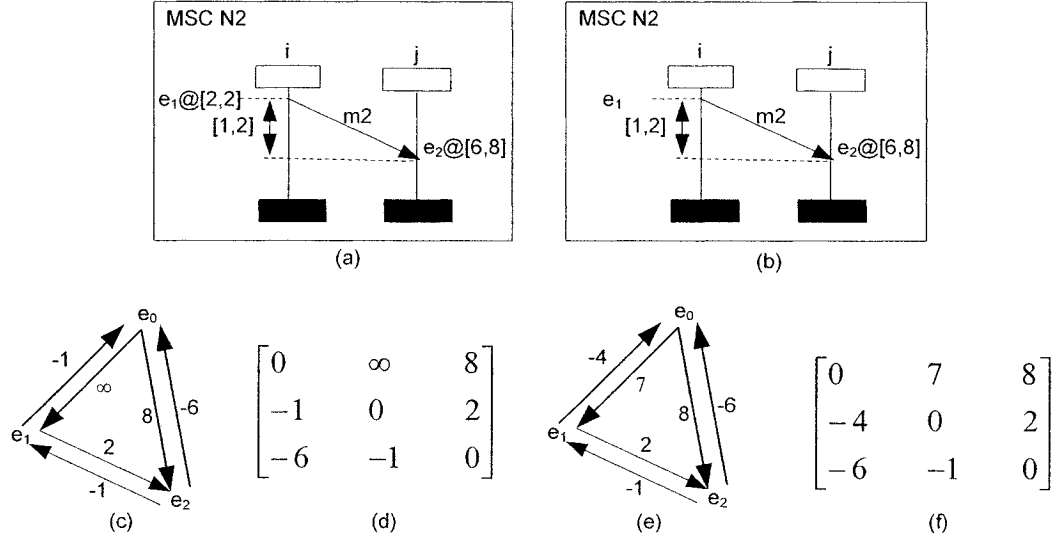 MSC N2
i
j
e₁@[2,2]
[1,2]
m2
e₂@[6,8]
(a)
MSC N2
i
j
e₁
[1,2]
m2
e₂@[6,8]
(b)
e₀
-1
∞
8
-6
e₁
2
-1
e₂
(c)
0 ∞ 8
-1 0 2
-6 -1 0
(d)
e₀
-4
7
8
-6
e₁
2
-1
e₂
(e)
0 7 8
-4 0 2
-6 -1 0
(f)